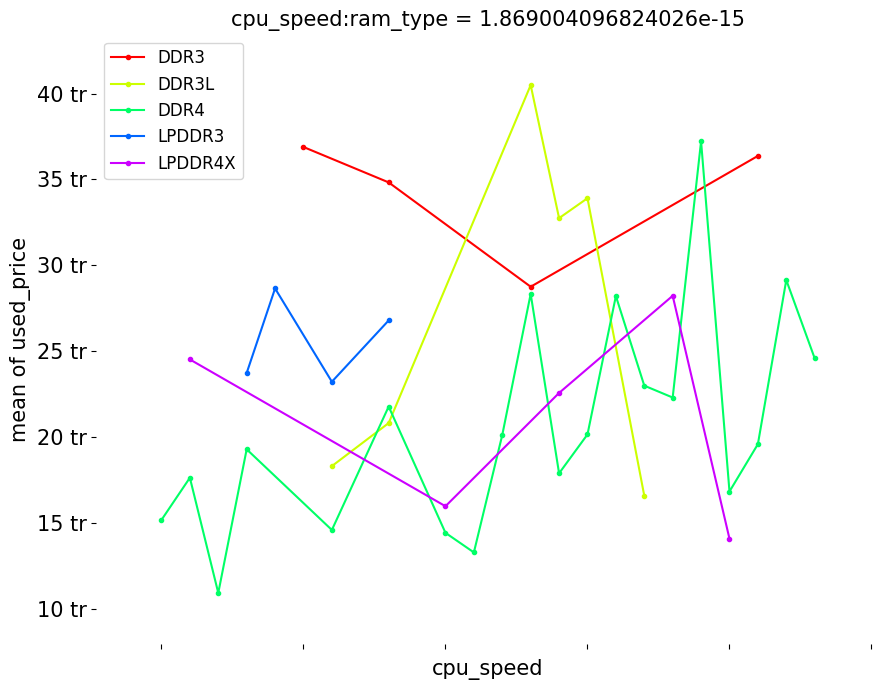 cpu_speed:ram_type = 1.869004096824026e-15
DDR3
DDR3L
DDR4
LPDDR3
LPDDR4X
40 tr
35 tr
30 tr
25 tr
20 tr
15 tr
10 tr
mean of used_price
cpu_speed